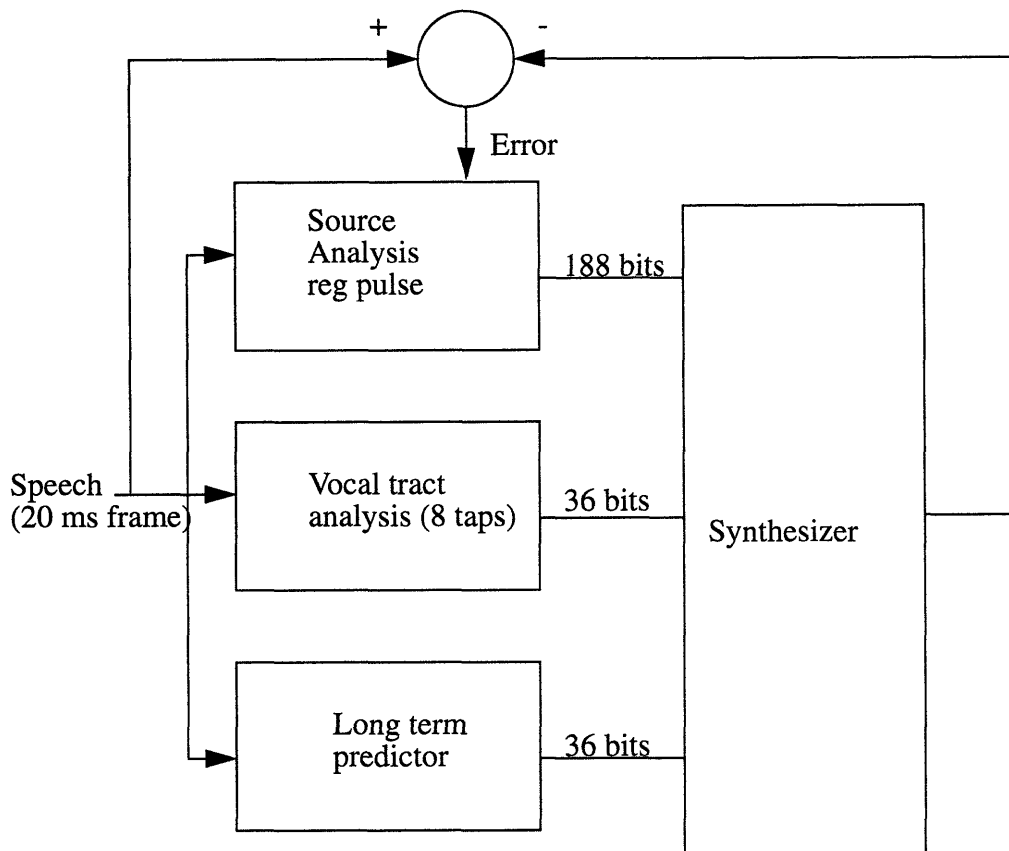 +
-
Error
Source
Analysis
reg pulse
188 bits
Speech
(20 ms frame)
Vocal tract
analysis (8 taps)
36 bits
Synthesizer
Long term
predictor
36 bits